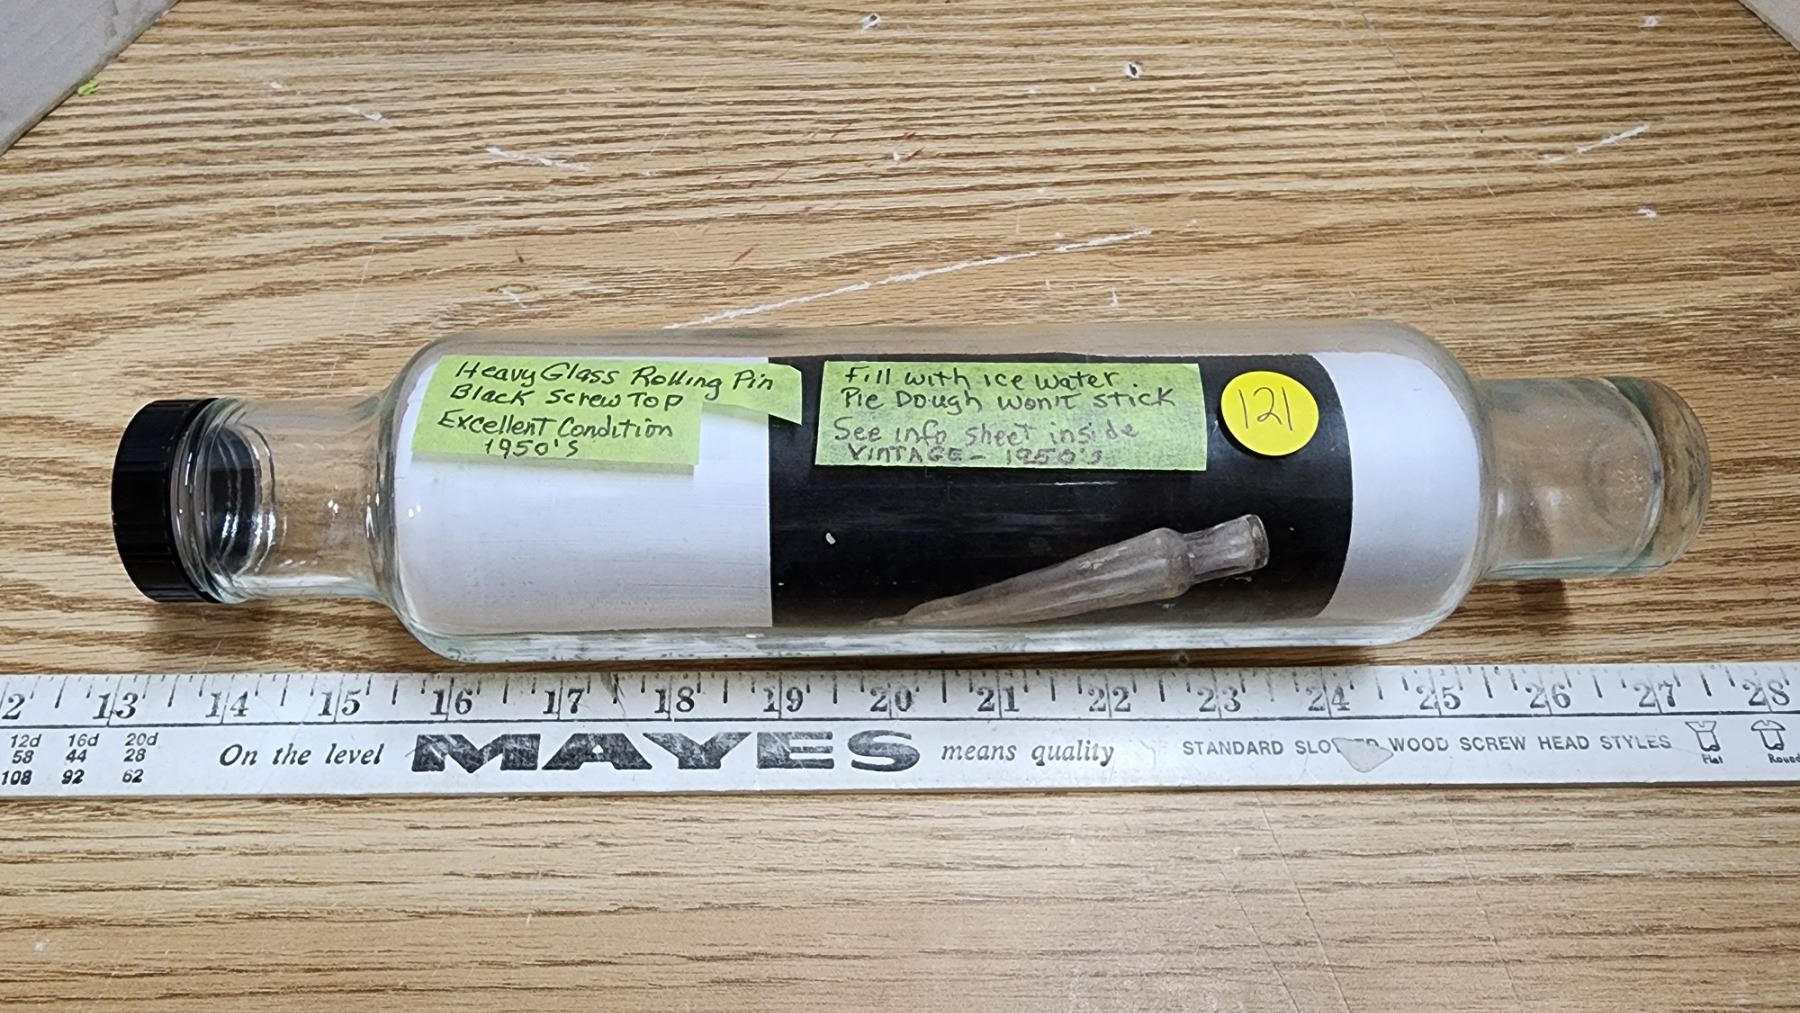 Heavy Glass Rolling Pin
Black Screw Top
Excellent Condition
1950's
Fill with ice water.
Pie Dough won't stick
See info sheet inside
VINTAGE - 1950's
121
2 13 14 15 16 17 18 19 20 21 22 23 24 25 26 27 28
12d 16d 20d
58 44 28
108 92 62
On the level MAYES means quality
STANDARD WOOD SCREW HEAD STYLES
Flat
Round